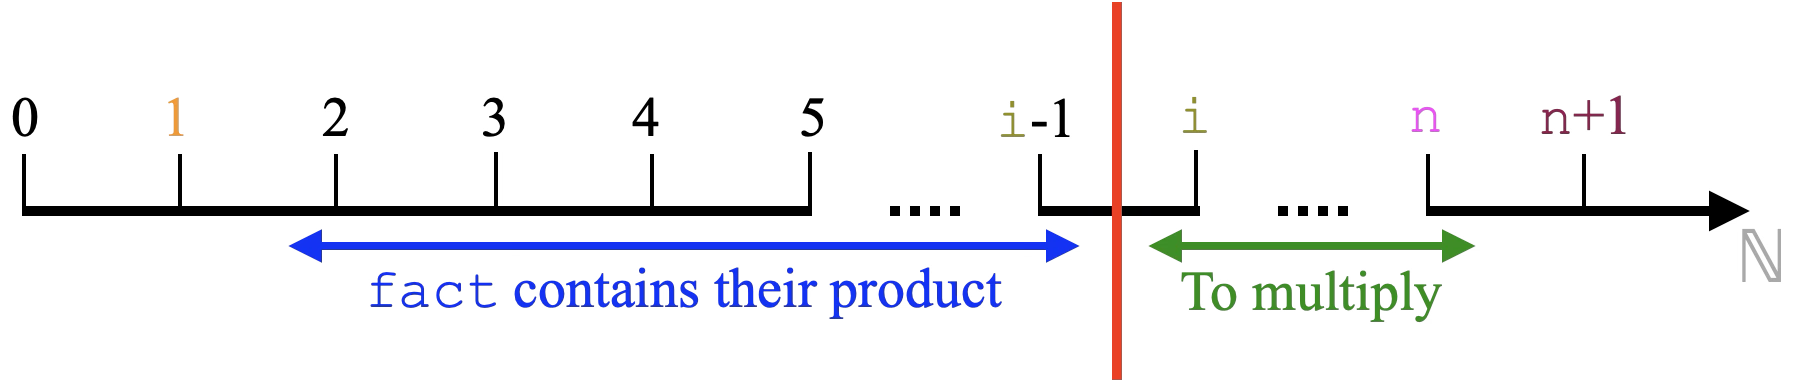 0 1 2 3 4 5 .... i-1 i .... n n+1
ℕ
fact contains their product To multiply